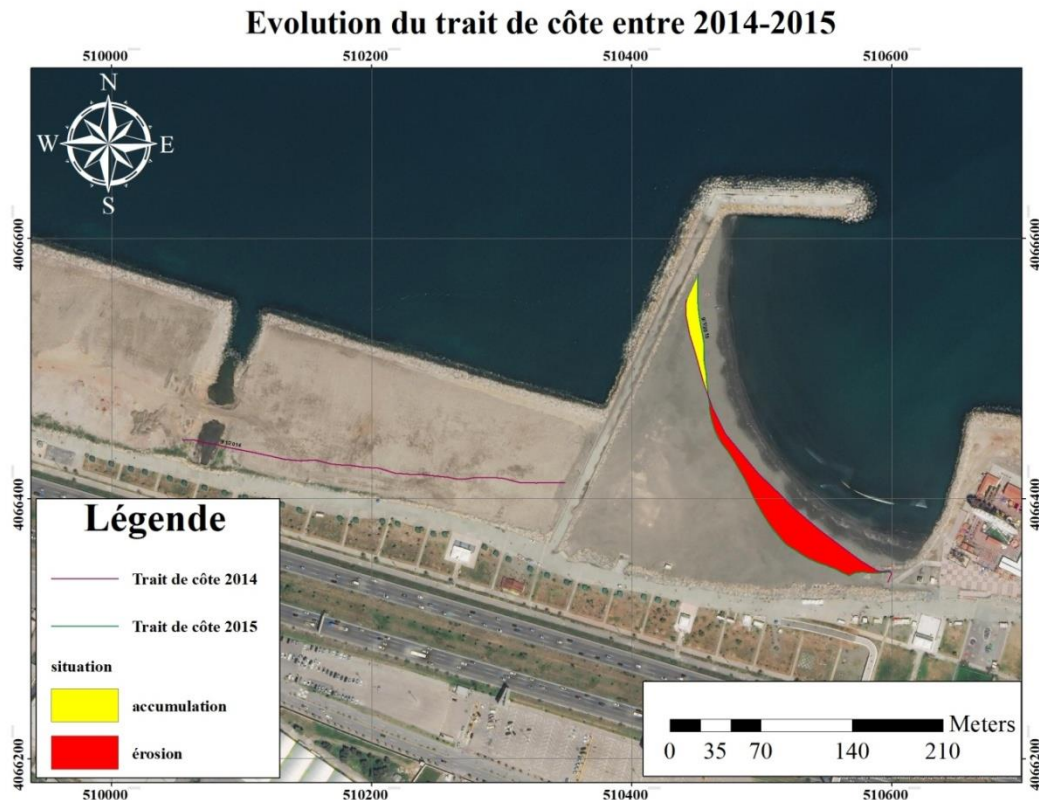 Evolution du trait de côte entre 2014-2015
510000
510200
510400
510600
N
W
E
S
4066600
4066600
4066400
4066400
Légende
Trait de côte 2014
Trait de côte 2015
situation
accumulation
érosion
Meters
0
35
70
140
210
4066200
4066200
510000
510200
510400
510600